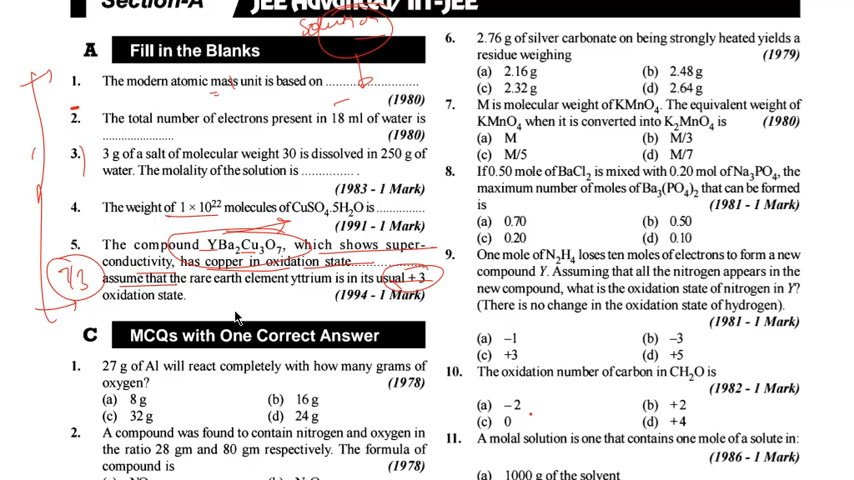 Section-A
JEE Advanced/ IIT-JEE
Solution
A Fill in the Blanks
1. The modern atomic mass unit is based on ..........................
(1980)
2. The total number of electrons present in 18 ml of water is
........................
(1980)
3. 3 g of a salt of molecular weight 30 is dissolved in 250 g of
water. The molality of the solution is .............. .
(1983 - 1 Mark)
4. The weight of 1 × 10²² molecules of CuSO₄.5H₂O is .............
(1991 - 1 Mark)
5. The compound YBa₂Cu₃O₇, which shows super-
conductivity, has copper in oxidation state ..................
assume that the rare earth element yttrium is in its usual + 3
oxidation state.
(1994 - 1 Mark)
7/3
C MCQs with One Correct Answer
1. 27 g of Al will react completely with how many grams of
oxygen?
(1978)
(a) 8 g (b) 16 g
(c) 32 g (d) 24 g
2. A compound was found to contain nitrogen and oxygen in
the ratio 28 gm and 80 gm respectively. The formula of
compound is
(1978)
6. 2.76 g of silver carbonate on being strongly heated yields a
residue weighing
(1979)
(a) 2.16 g (b) 2.48 g
(c) 2.32 g (d) 2.64 g
7. M is molecular weight of KMnO₄. The equivalent weight of
KMnO₄ when it is converted into K₂MnO₄ is (1980)
(a) M (b) M/3
(c) M/5 (d) M/7
8. If 0.50 mole of BaCl₂ is mixed with 0.20 mol of Na₃PO₄, the
maximum number of moles of Ba₃(PO₄)₂ that can be formed
is
(1981 - 1 Mark)
(a) 0.70 (b) 0.50
(c) 0.20 (d) 0.10
9. One mole of N₂H₄ loses ten moles of electrons to form a new
compound Y. Assuming that all the nitrogen appears in the
new compound, what is the oxidation state of nitrogen in Y?
(There is no change in the oxidation state of hydrogen).
(1981 - 1 Mark)
(a) –1 (b) –3
(c) +3 (d) +5
10. The oxidation number of carbon in CH₂O is
(1982 - 1 Mark)
(a) – 2 (b) + 2
(c) 0 (d) + 4
11. A molal solution is one that contains one mole of a solute in:
(1986 - 1 Mark)
(a) 1000 g of the solvent